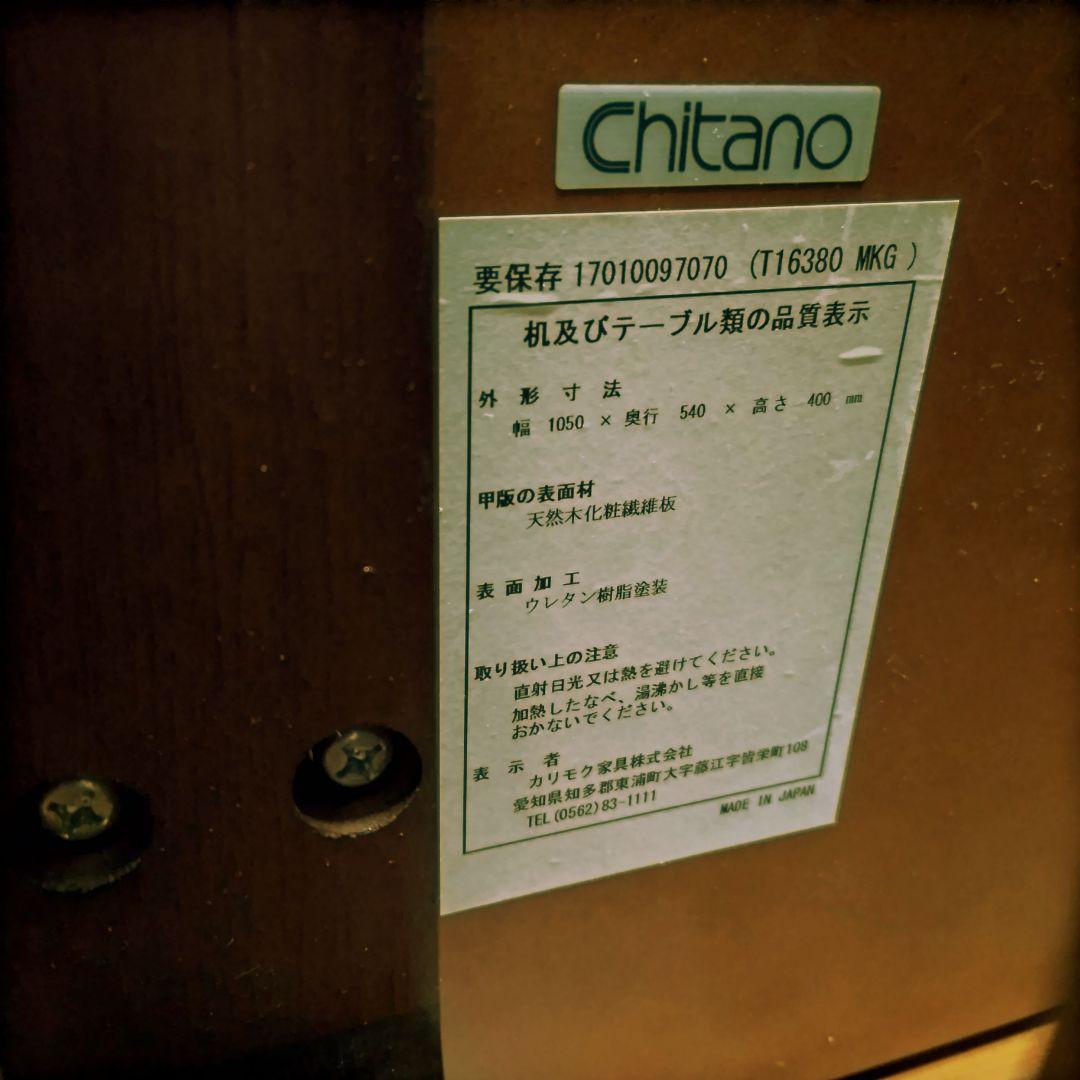 Chitano
要保存 17010097070 (T16380 MKG )
机及びテーブル類の品質表示
外形寸法
幅 1050 × 奥行 540 × 高さ 400 mm
甲版の表面材
天然木化粧繊維板
表面加工
ウレタン樹脂塗装
取り扱い上の注意
直射日光又は熱を避けてください。
加熱したなべ、湯沸かし等を直接
おかないでください。
表示者
カリモク家具株式会社
愛知県知多郡東浦町大字藤江字皆栄町108
TEL(0562)83-1111
MADE IN JAPAN